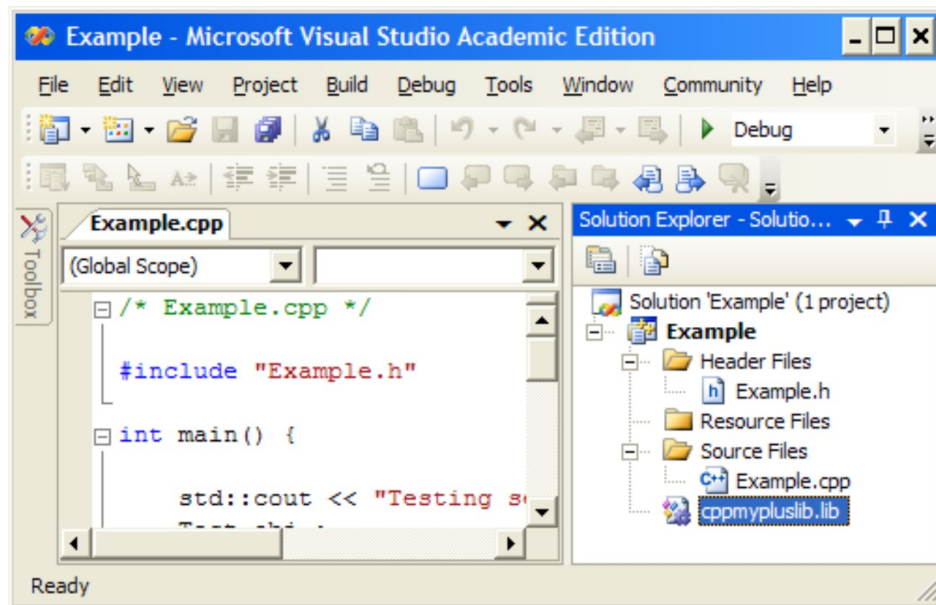 Example - Microsoft Visual Studio Academic Edition
File Edit View Project Build Debug Tools Window Community Help
Debug
Toolbox
Example.cpp
(Global Scope)
/* Example.cpp */
#include "Example.h"
int main() {
std::cout << "Testing
Solution Explorer - Solutio...
Solution 'Example' (1 project)
Example
Header Files
Example.h
Resource Files
Source Files
Example.cpp
cppmypluslib.lib
Ready